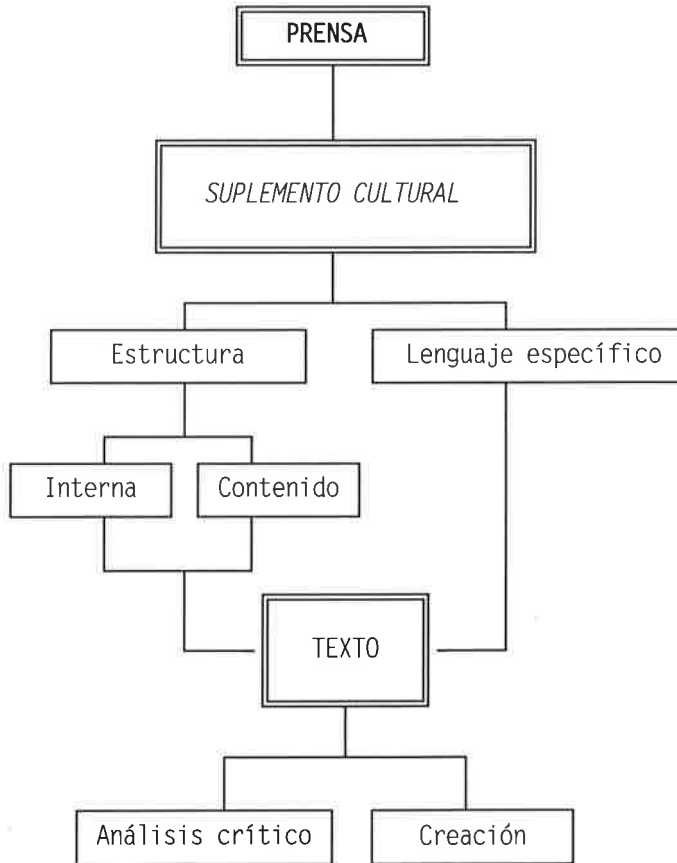 PRENSA
SUPLEMENTO CULTURAL
Estructura
Lenguaje específico
Interna
Contenido
TEXTO
Análisis crítico
Creación